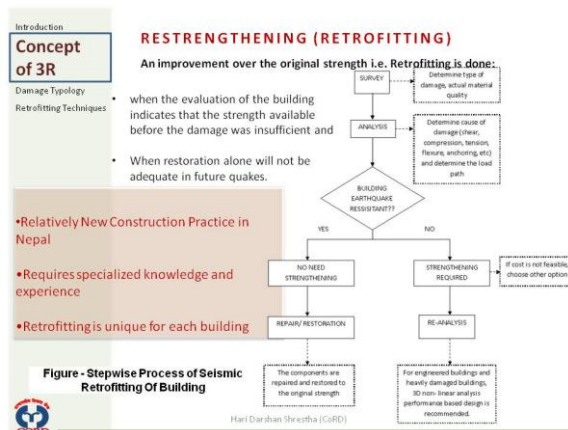 Introduction
Concept
of 3R
Damage Typology
Retrofitting Techniques
RESTRENGTHENING (RETROFITTING)
An improvement over the original strength i.e. Retrofitting is done:
• when the evaluation of the building
indicates that the strength available
before the damage was insufficient and
• When restoration alone will not be
adequate in future quakes.
•Relatively New Construction Practice in
Nepal
•Requires specialized knowledge and
experience
•Retrofitting is unique for each building
Figure - Stepwise Process of Seismic
Retrofitting Of Building
SURVEY
Determine type of
damage, actual material
quality
ANALYSIS
Determine cause of
damage (shear,
compression, tension,
flexure, anchoring, etc)
and determine the load
path
BUILDING
EARTHQUAKE
RESSISITANT??
YES
NO
NO NEED
STRENGTHENING
STRENGTHENING
REQUIRED
If cost is not feasible,
choose other option
REPAIR/ RESTORATION
RE-ANALYSIS
The components are
repaired and restored to
the original strength
For engineered buildings and
heavily damaged buildings,
3D non- linear analysis
performance based design is
recommended.
Hari Darshan Shrestha (CoRD)
CoRD